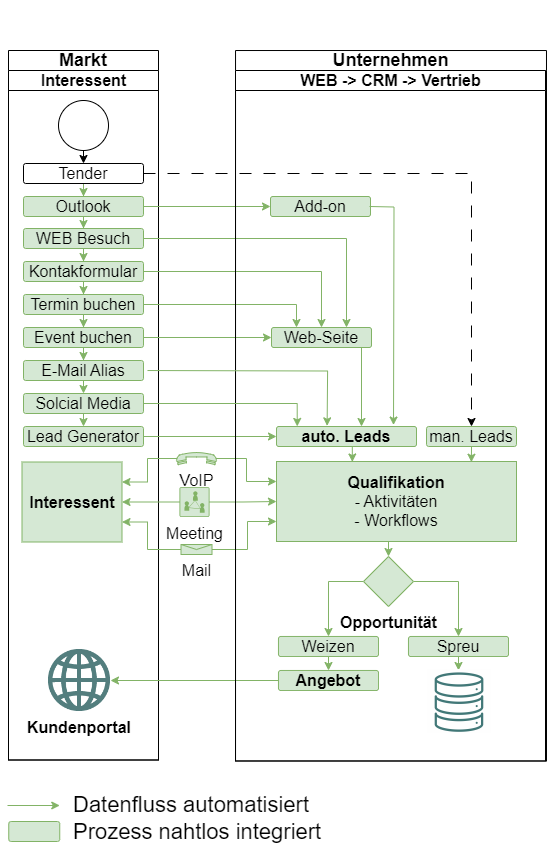 Markt
Unternehmen
Interessent
WEB -> CRM -> Vertrieb
Tender
Outlook
Add-on
WEB Besuch
Kontakformular
Termin buchen
Event buchen
Web-Seite
E-Mail Alias
Solcial Media
Lead Generator
auto. Leads
man. Leads
Interessent
VoIP
Meeting
Mail
Qualifikation
- Aktivitäten
- Workflows
Opportunität
Weizen
Spreu
Angebot
Kundenportal
Datenfluss automatisiert
Prozess nahtlos integriert